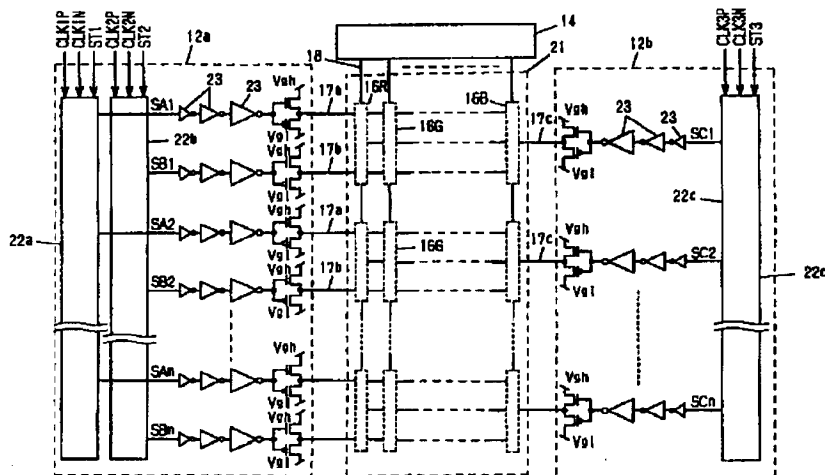 CLK1P
CLK1N
ST1
CLK2P
CLK2N
ST2
12a
18
14
21
12b
CLK3P
CLK3N
ST3
SA1
23
23
Vgh
17a
16R
16B
Vgh
23
23
SC1
22b
Vgl
16G
17c
Vgh
SB1
17b
Vgl
22c
Vgl
22a
Vgh
SA2
17a
17c
Vgh
SC2
Vgl
16G
Vgh
SB2
17b
Vgl
22c
Vgl
Vgh
SAn
Vgl
Vgh
SCn
Vgh
SBn
Vgl
Vgl